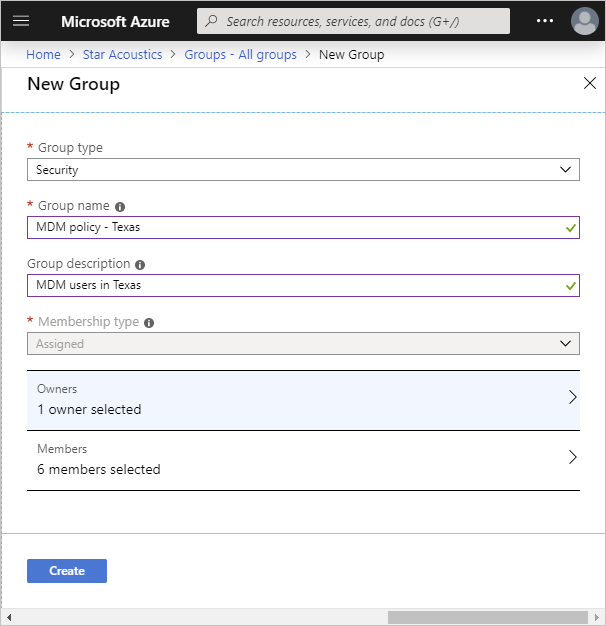 Microsoft Azure
Search resources, services, and docs (G+/)
Home > Star Acoustics > Groups - All groups > New Group
New Group
* Group type
Security
* Group name
MDM policy - Texas
Group description
MDM users in Texas
* Membership type
Assigned
Owners
1 owner selected
Members
6 members selected
Create